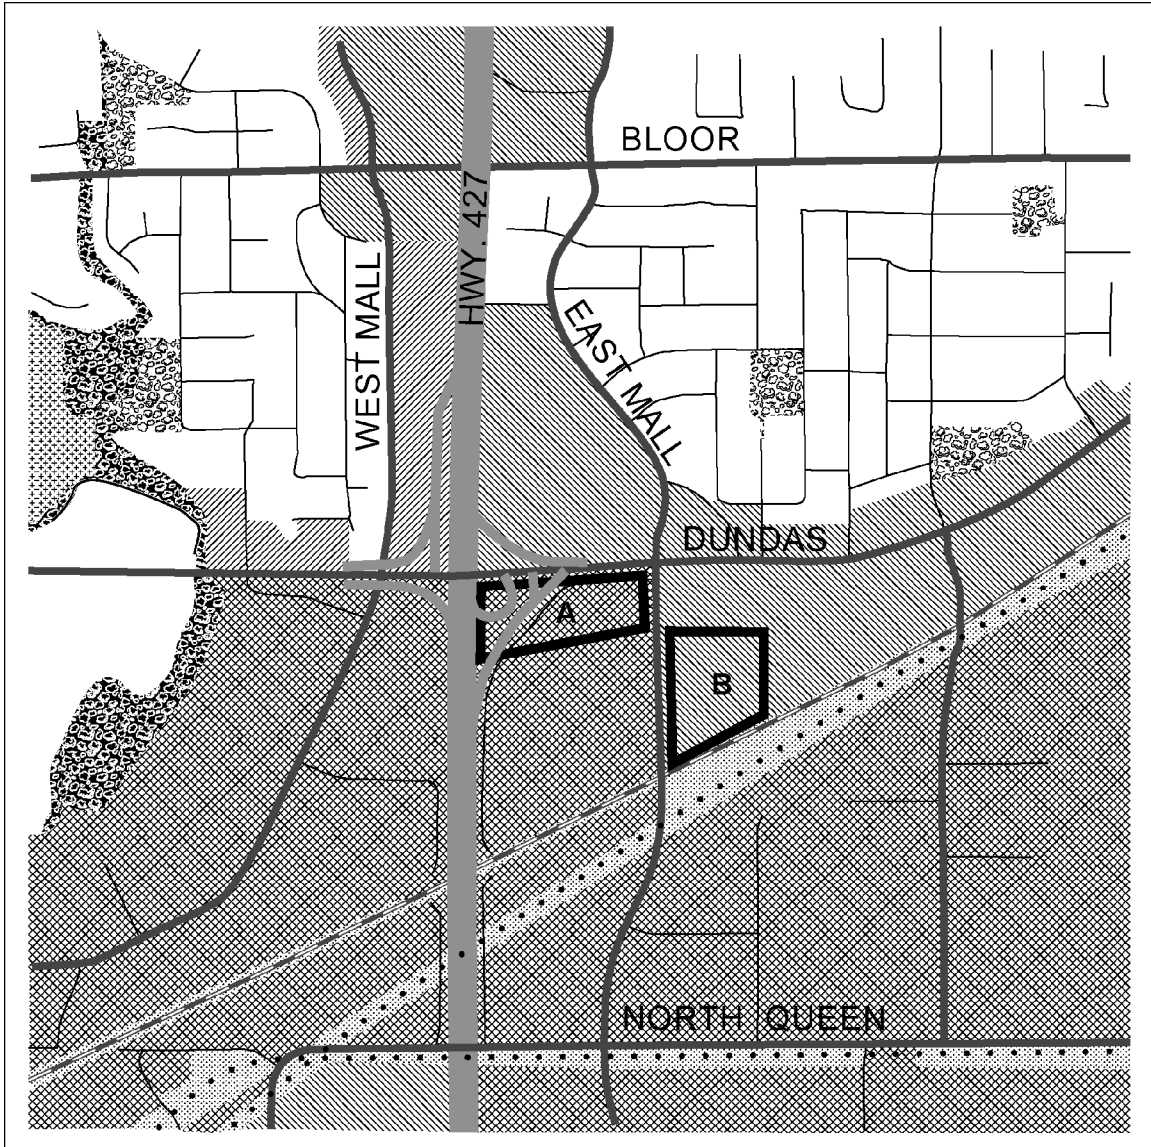 BLOOR
HWY. 427
WEST MALL
EAST MALL
DUNDAS
A
B
NORTH QUEEN